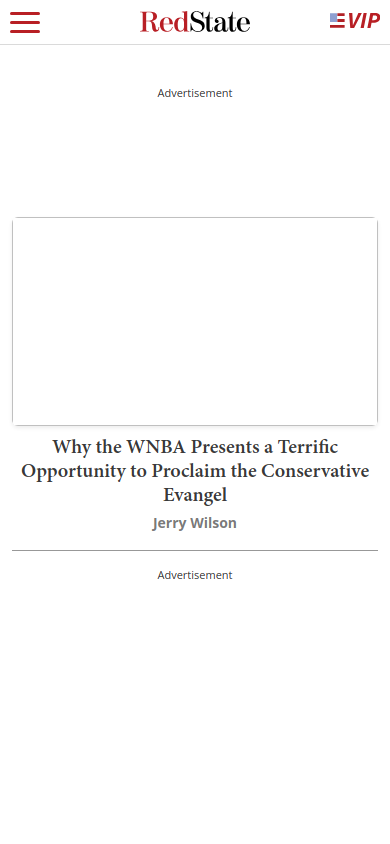 RedState
VIP
Advertisement
Why the WNBA Presents a Terrific
Opportunity to Proclaim the Conservative
Evangel
Jerry Wilson
Advertisement